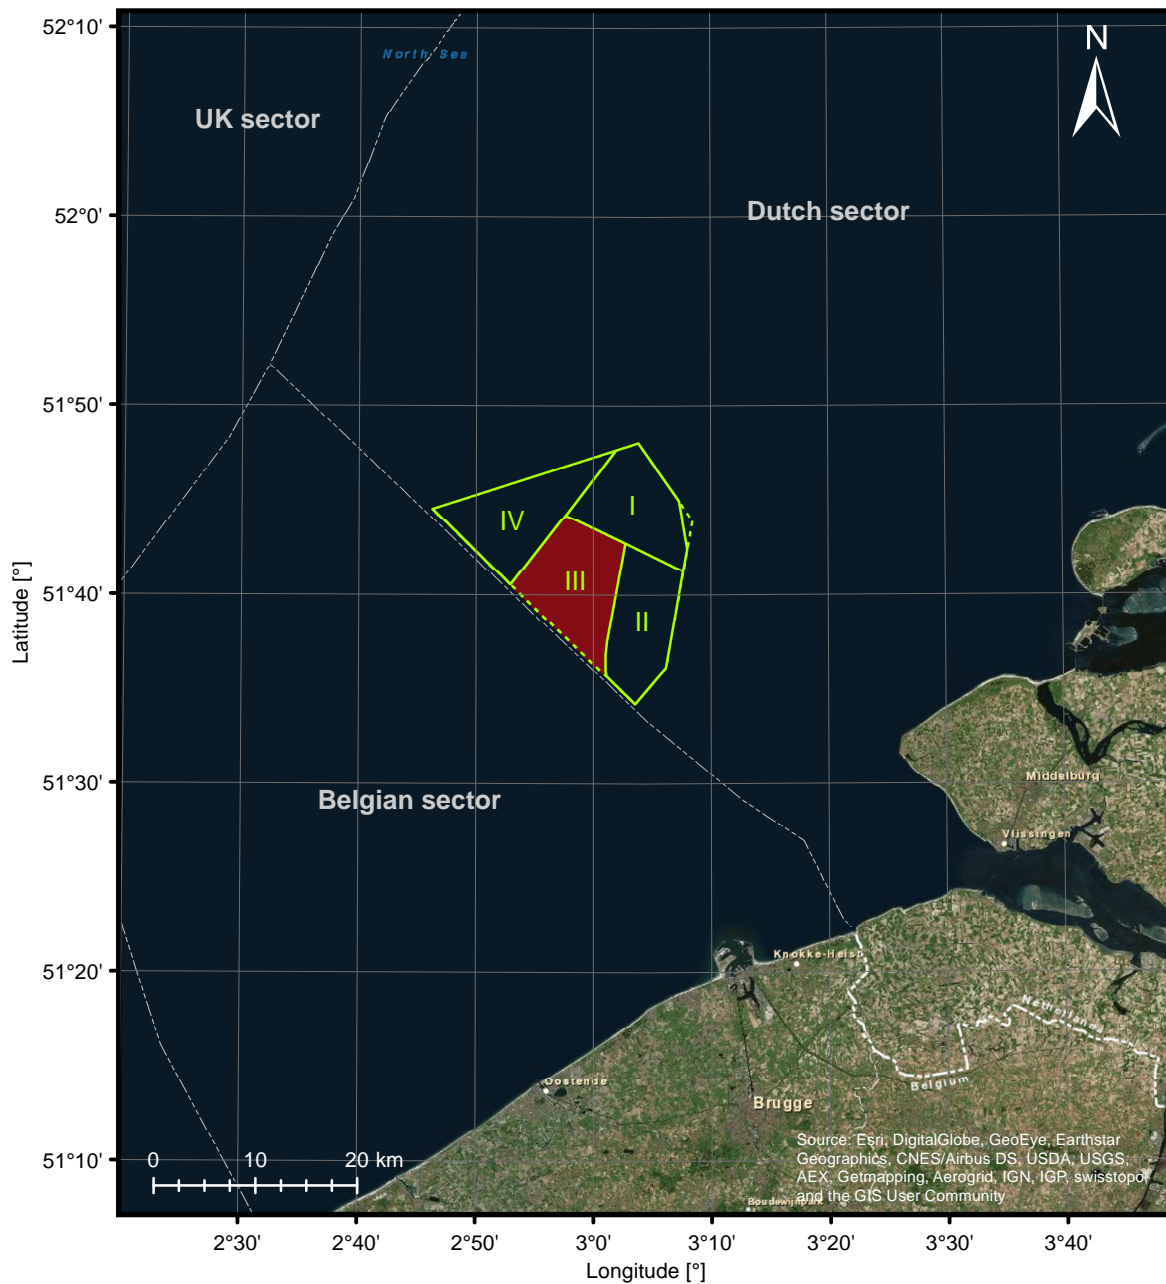 52°10'
North Sea
N
UK sector
52°0'
Dutch sector
51°50'
I
IV
III
51°40'
II
Latitude [°]
51°30'
Middelburg
Belgian sector
Vlissingen
Knokke-Heist
51°20'
Netherlands
Oostende
Belgium
Brugge
Source: Esri, DigitalGlobe, GeoEye, Earthstar
Geographics, CNES/Airbus DS, USDA, USGS,
AEX, Getmapping, Aerogrid, IGN, IGP, swisstopo,
and the GIS User Community
51°10'
0 10 20 km
Boudewijnpark
2°30' 2°40' 2°50' 3°0' 3°10' 3°20' 3°30' 3°40'
Longitude [°]